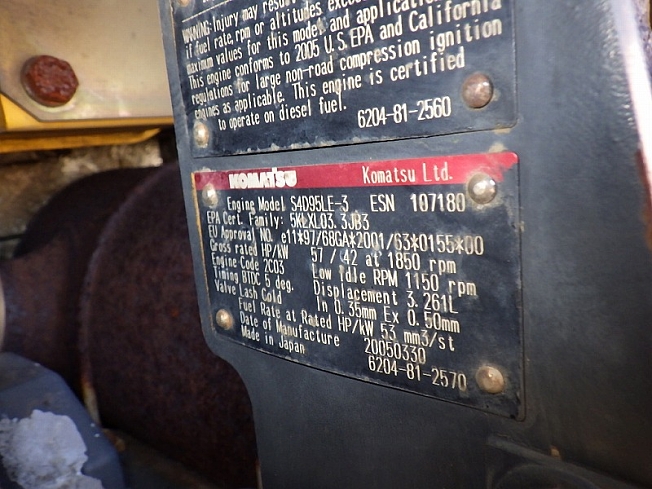 WARNING: Injury may result
if fuel rate, rpm or altitudes exceed
maximum values for this model and application.
This engine conforms to 2005 U.S. EPA and California
regulations for large non-road compression ignition
engines as applicable. This engine is certified
to operate on diesel fuel.
6204-81-2560
KOMATSU Komatsu Ltd.
Engine Model S4D95LE-3 ESN 107180
EPA Cert. Family: 5KLXL03.3JB3
EU Approval NO. e11*97/68GA*2001/63*0155*00
Gross rated HP/KW 57 / 42 at 1850 rpm
Engine Code 2C03 Low Idle RPM 1150 rpm
Timing BTDC 5 deg. Displacement 3.261L
Valve Lash Cold In 0.35mm Ex 0.50mm
Fuel Rate at Rated HP/kW 53 mm3/st
Date of Manufacture 20050330
Made in Japan 6204-81-2570